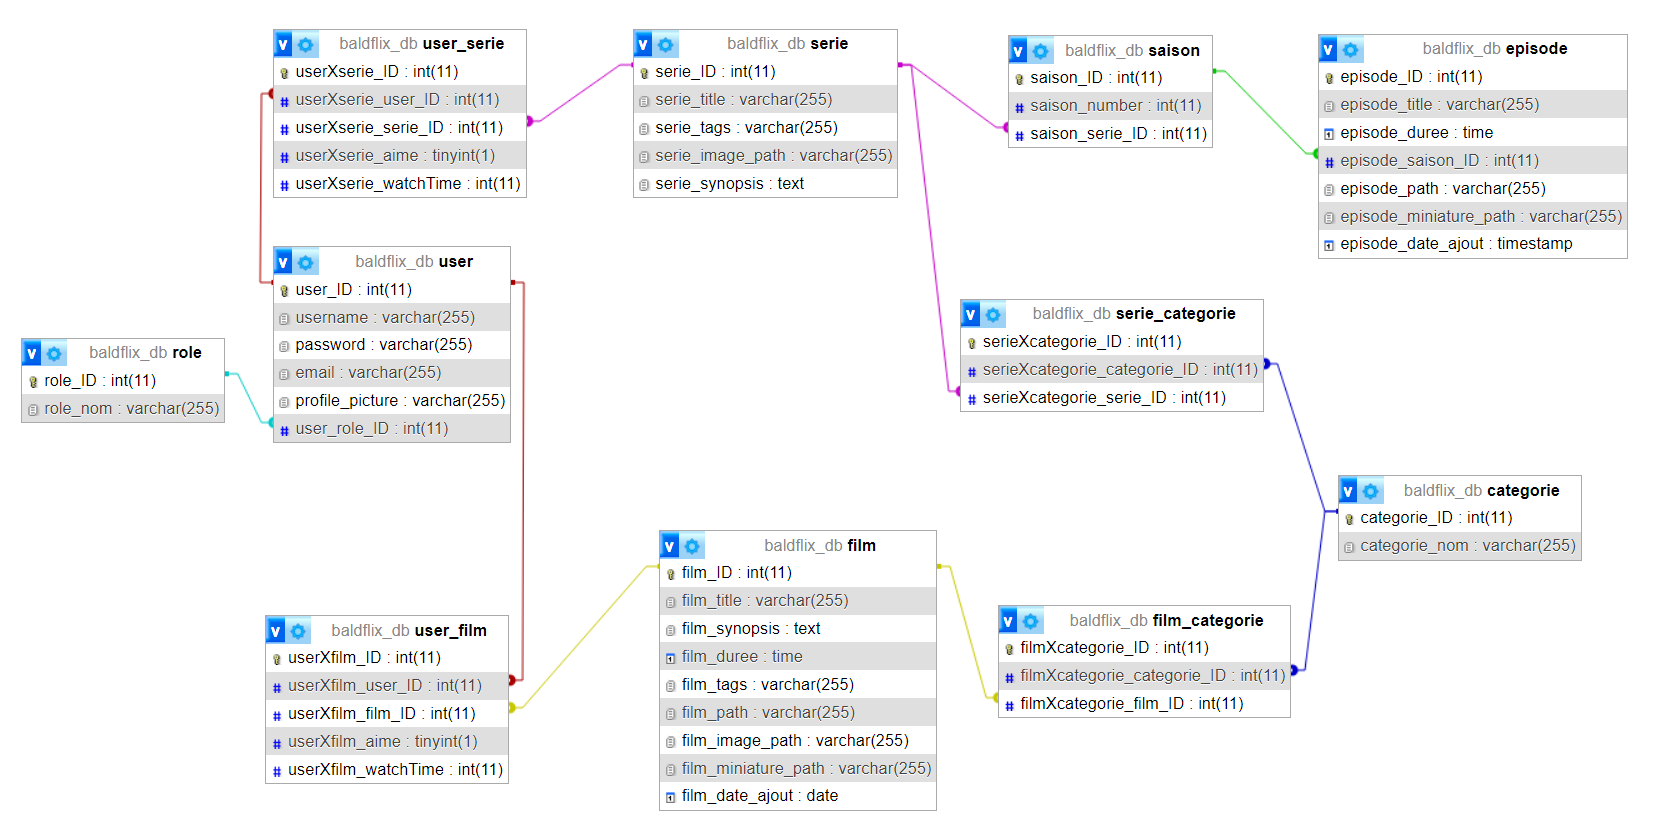 baldflix_db user_serie
userXserie_ID : int(11)
userXserie_user_ID : int(11)
userXserie_serie_ID : int(11)
userXserie_aime : tinyint(1)
userXserie_watchTime : int(11)
baldflix_db serie
serie_ID : int(11)
serie_title : varchar(255)
serie_tags : varchar(255)
serie_image_path : varchar(255)
serie_synopsis : text
baldflix_db saison
saison_ID : int(11)
saison_number : int(11)
saison_serie_ID : int(11)
baldflix_db episode
episode_ID : int(11)
episode_title : varchar(255)
episode_duree : time
episode_saison_ID : int(11)
episode_path : varchar(255)
episode_miniature_path : varchar(255)
episode_date_ajout : timestamp
baldflix_db user
user_ID : int(11)
username : varchar(255)
password : varchar(255)
email : varchar(255)
profile_picture : varchar(255)
user_role_ID : int(11)
baldflix_db role
role_ID : int(11)
role_nom : varchar(255)
baldflix_db serie_categorie
serieXcategorie_ID : int(11)
serieXcategorie_categorie_ID : int(11)
serieXcategorie_serie_ID : int(11)
baldflix_db categorie
categorie_ID : int(11)
categorie_nom : varchar(255)
baldflix_db film
film_ID : int(11)
film_title : varchar(255)
film_synopsis : text
film_duree : time
film_tags : varchar(255)
film_path : varchar(255)
film_image_path : varchar(255)
film_miniature_path : varchar(255)
film_date_ajout : date
baldflix_db user_film
userXfilm_ID : int(11)
userXfilm_user_ID : int(11)
userXfilm_film_ID : int(11)
userXfilm_aime : tinyint(1)
userXfilm_watchTime : int(11)
baldflix_db film_categorie
filmXcategorie_ID : int(11)
filmXcategorie_categorie_ID : int(11)
filmXcategorie_film_ID : int(11)